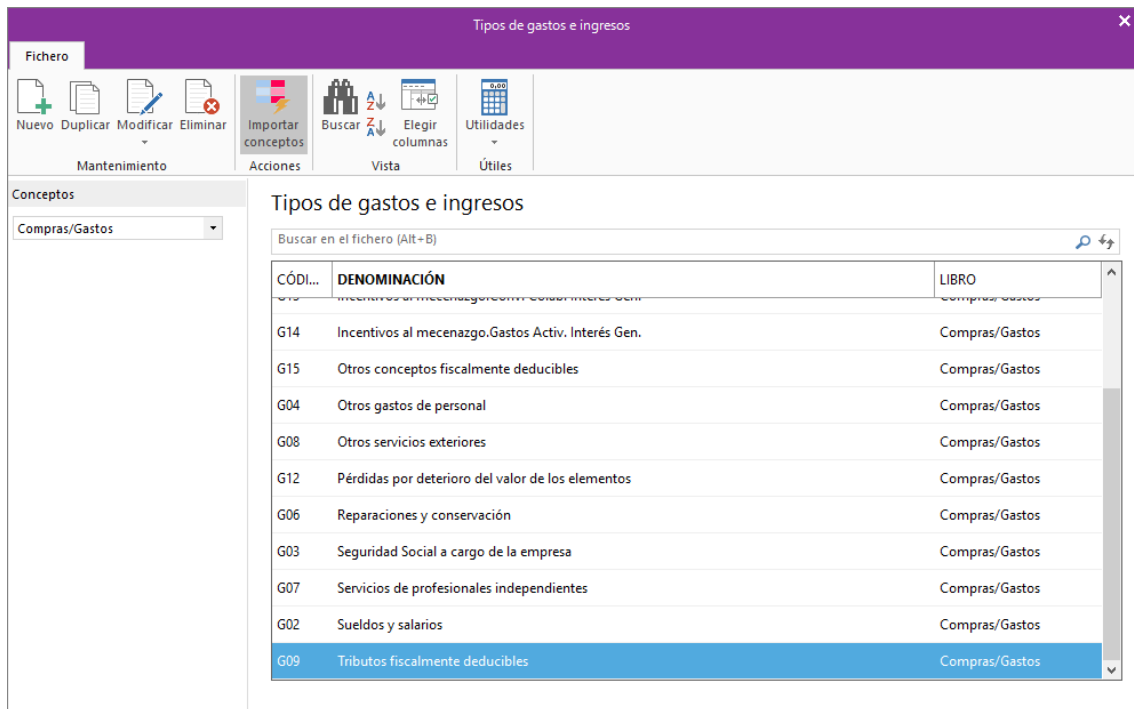 Tipos de gastos e ingresos
Fichero
Nuevo Duplicar Modificar Eliminar
Importar conceptos
Buscar
Elegir columnas
0,00
Utilidades
Mantenimiento
Acciones
Vista
Útiles
Conceptos
Compras/Gastos
Tipos de gastos e ingresos
Buscar en el fichero (Alt+B)
CÓDI... DENOMINACIÓN LIBRO
G14 Incentivos al mecenazgo.Gastos Activ. Interés Gen. Compras/Gastos
G15 Otros conceptos fiscalmente deducibles Compras/Gastos
G04 Otros gastos de personal Compras/Gastos
G08 Otros servicios exteriores Compras/Gastos
G12 Pérdidas por deterioro del valor de los elementos Compras/Gastos
G06 Reparaciones y conservación Compras/Gastos
G03 Seguridad Social a cargo de la empresa Compras/Gastos
G07 Servicios de profesionales independientes Compras/Gastos
G02 Sueldos y salarios Compras/Gastos
G09 Tributos fiscalmente deducibles Compras/Gastos